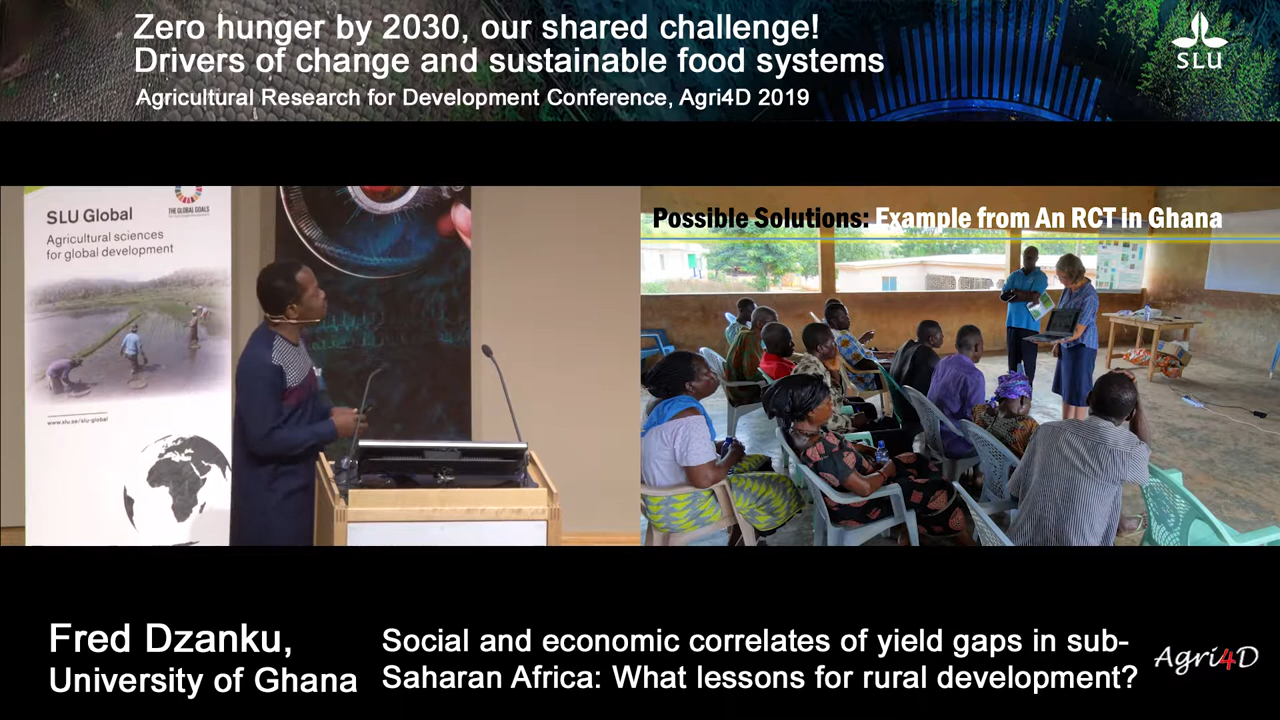 Zero hunger by 2030, our shared challenge!
Drivers of change and sustainable food systems
Agricultural Research for Development Conference, Agri4D 2019
SLU
SLU Global
THE GLOBAL GOALS
Agricultural sciences
for global development
www.slu.se/slu-global
Possible Solutions: Example from An RCT in Ghana
Fred Dzanku,
University of Ghana
Social and economic correlates of yield gaps in sub-
Saharan Africa: What lessons for rural development?
Agri4D